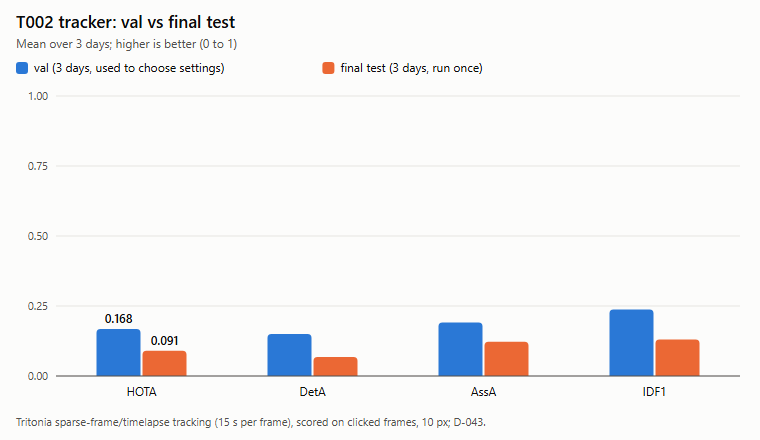 T002 tracker: val vs final test
Mean over 3 days; higher is better (0 to 1)
val (3 days, used to choose settings) final test (3 days, run once)
1.00
0.75
0.50
0.25
0.168
0.091
0.00
HOTA DetA AssA IDF1
Tritonia sparse-frame/timelapse tracking (15 s per frame), scored on clicked frames, 10 px; D-043.